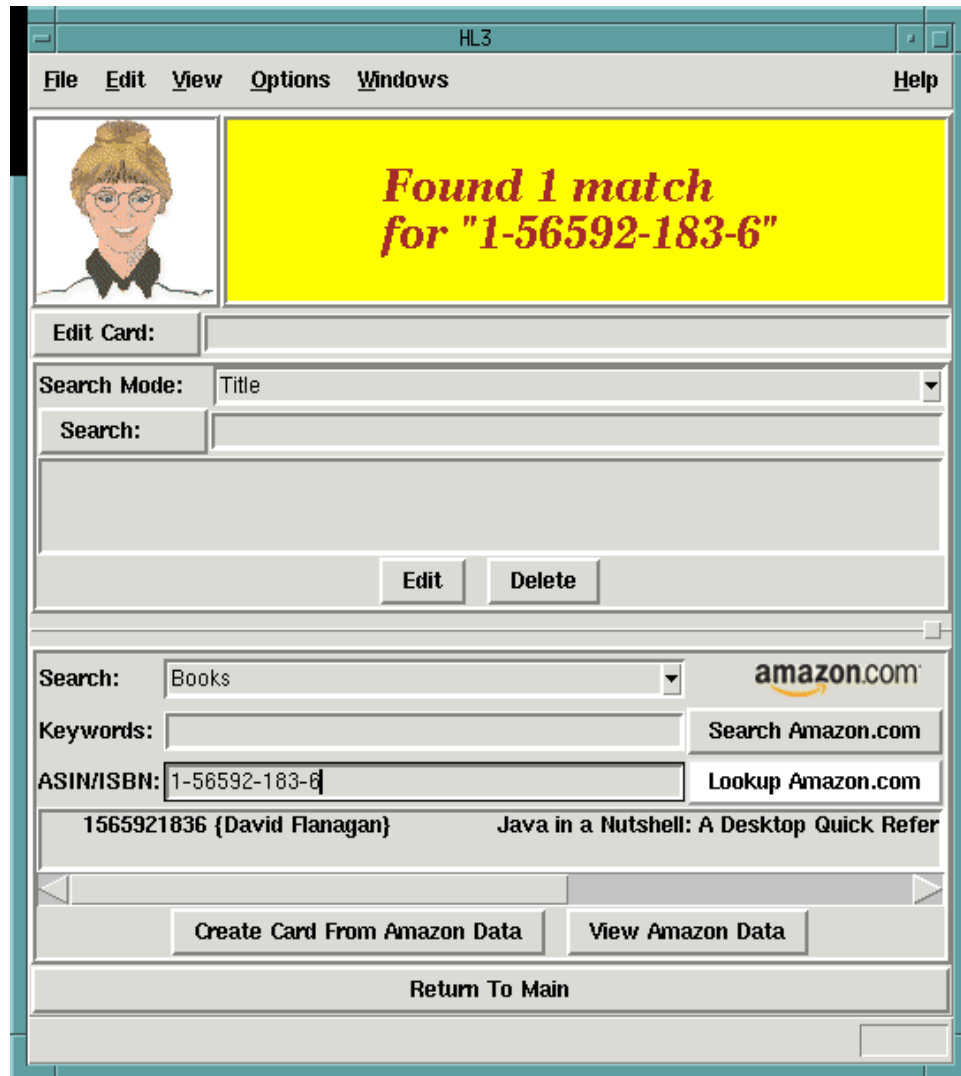 HL3
File Edit View Options Windows Help
Found 1 match
for "1-56592-183-6"
Edit Card:
Search Mode: Title
Search:
Edit Delete
Search: Books amazon.com
Keywords: Search Amazon.com
ASIN/ISBN: 1-56592-183-6 Lookup Amazon.com
1565921836 {David Flanagan} Java in a Nutshell: A Desktop Quick Refer
Create Card From Amazon Data View Amazon Data
Return To Main